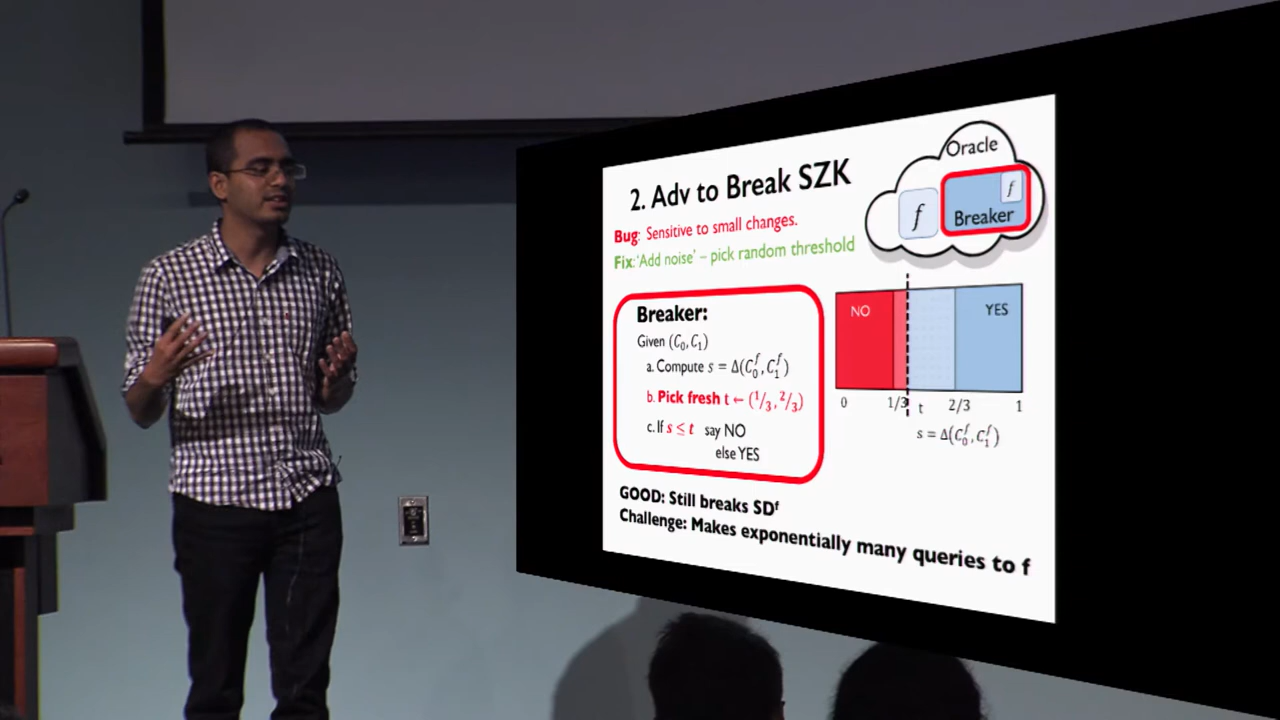 2. Adv to Break SZK
Bug: Sensitive to small changes.
Fix: 'Add noise' – pick random threshold
Oracle
f
f
Breaker
Breaker:
Given (C₀, C₁)
a. Compute s = Δ(C₀ᶠ, C₁ᶠ)
b. Pick fresh t ← (1/3, 2/3)
c. If s ≤ t say NO
else YES
NO
YES
0 1/3 t 2/3 1
s = Δ(C₀ᶠ, C₁ᶠ)
GOOD: Still breaks SDᶠ
Challenge: Makes exponentially many queries to f